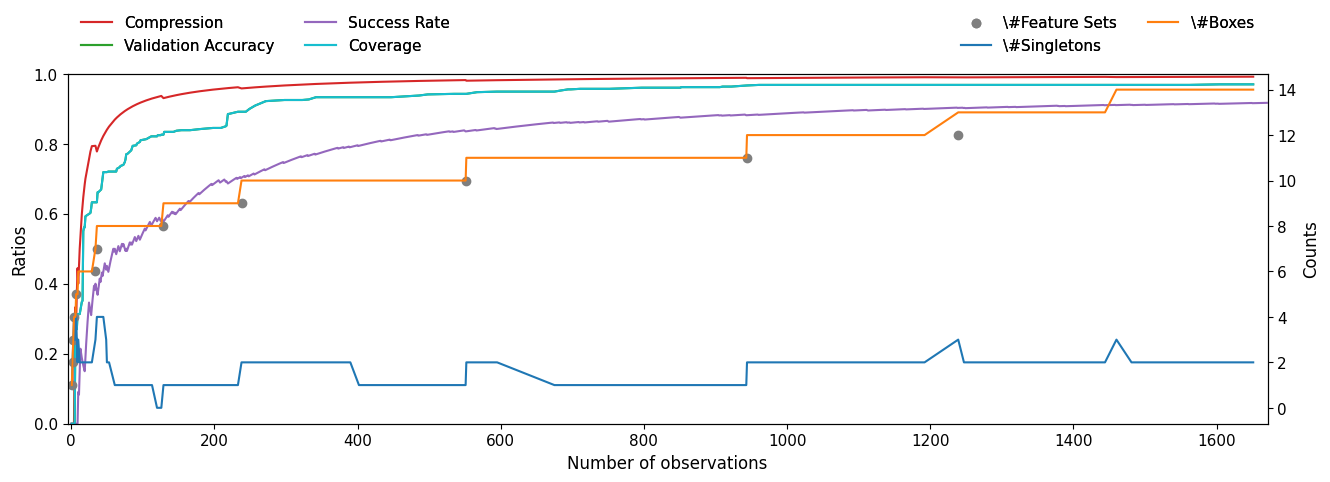 Compression
Validation Accuracy
Success Rate
Coverage
\#Feature Sets
\#Singletons
\#Boxes
1.0
0.8
0.6
0.4
0.2
0.0
Ratios
14
12
10
8
6
4
2
0
Counts
0 200 400 600 800 1000 1200 1400 1600
Number of observations